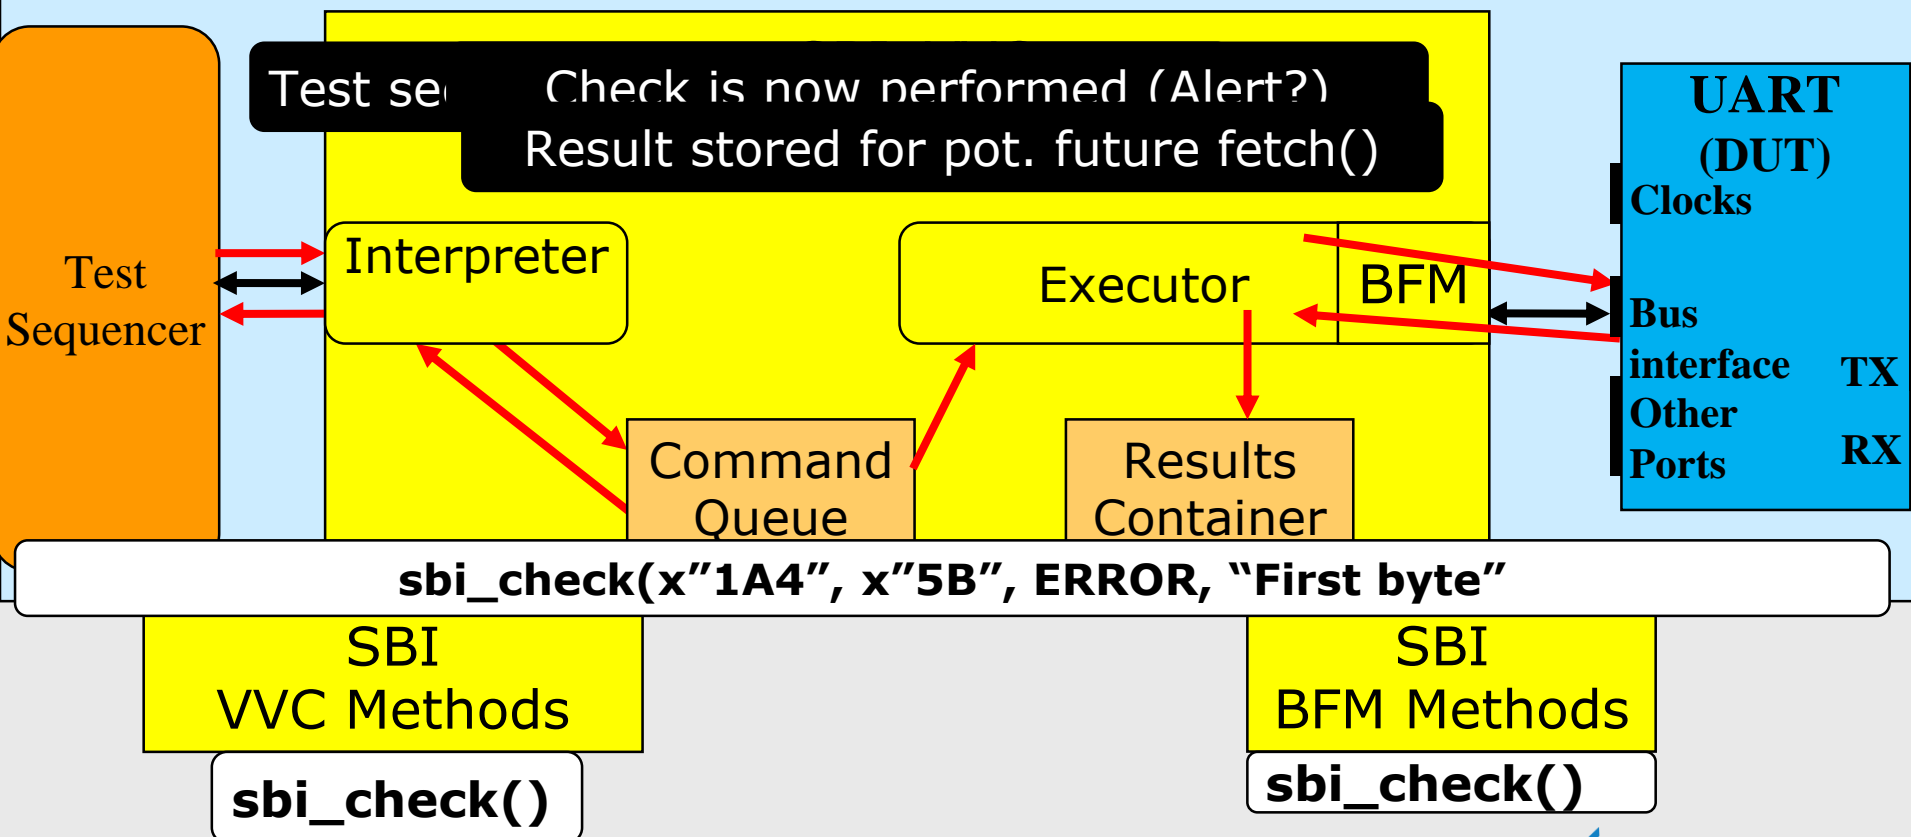 Test
Check is now performed (Alert?)
Result stored for pot. future fetch()
UART
(DUT)
Clocks
Bus
interface
TX
Other
Ports
RX
Test
Sequencer
Interpreter
Executor
BFM
Command
Queue
Results
Container
sbi_check(x”1A4”, x”5B”, ERROR, “First byte”
SBI
VVC Methods
sbi_check()
SBI
BFM Methods
sbi_check()